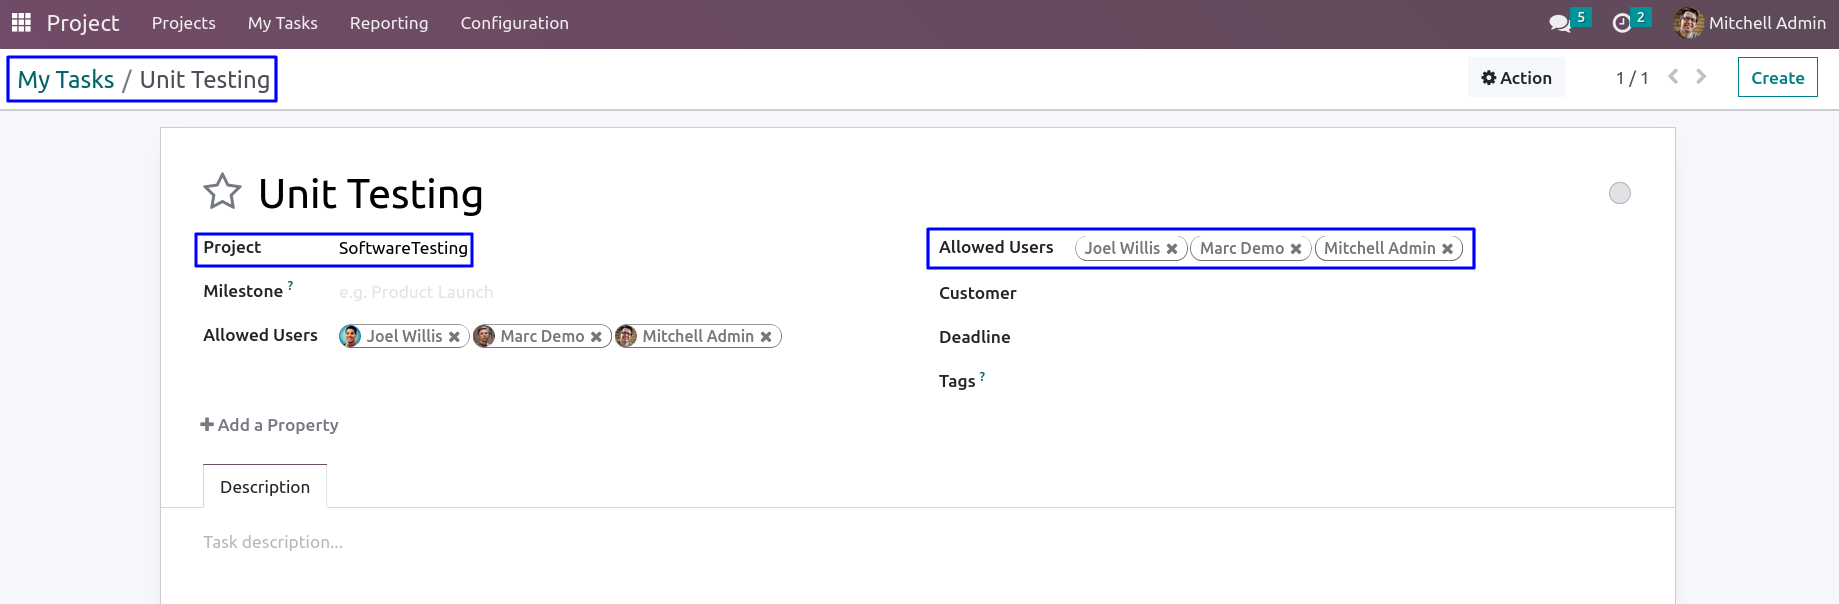 Project Projects My Tasks Reporting Configuration 5 2 Mitchell Admin
My Tasks / Unit Testing Action 1 / 1 Create
Unit Testing
Project SoftwareTesting
Milestone ? e.g. Product Launch
Allowed Users Joel Willis Marc Demo Mitchell Admin
Allowed Users Joel Willis Marc Demo Mitchell Admin
Customer
Deadline
Tags ?
Add a Property
Description
Task description...